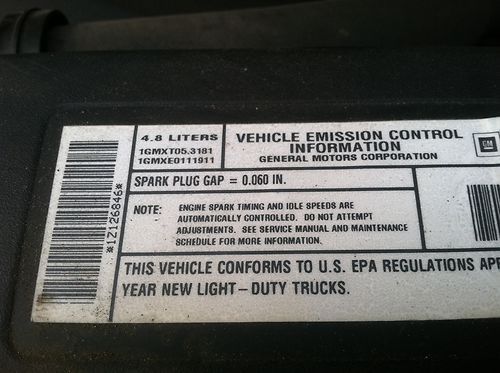 *1Z126846*
4.8 LITERS
1GMXT05.3181
1GMXE0111911
VEHICLE EMISSION CONTROL
INFORMATION
GENERAL MOTORS CORPORATION
GM
SPARK PLUG GAP = 0.060 IN.
NOTE: ENGINE SPARK TIMING AND IDLE SPEEDS ARE
AUTOMATICALLY CONTROLLED. DO NOT ATTEMPT
ADJUSTMENTS. SEE SERVICE MANUAL AND MAINTENANCE
SCHEDULE FOR MORE INFORMATION.
THIS VEHICLE CONFORMS TO U.S. EPA REGULATIONS
YEAR NEW LIGHT-DUTY TRUCKS.